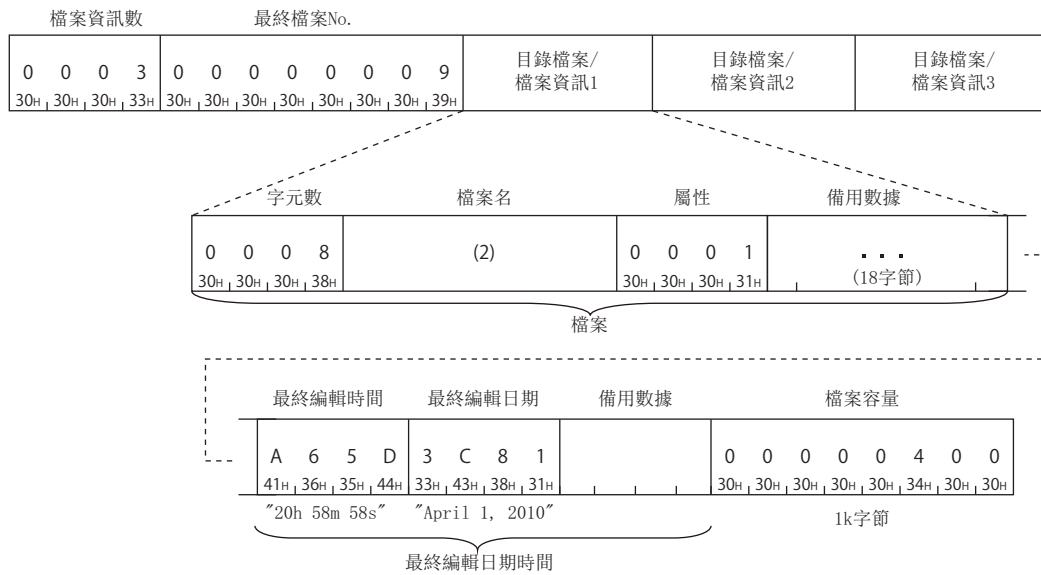 檔案資訊數 最終檔案No.
0 0 0 3 0 0 0 0 0 0 0 0 9
30H 30H 30H 33H 30H 30H 30H 30H 30H 30H 30H 30H 39H
目錄檔案/
檔案資訊1
目錄檔案/
檔案資訊2
目錄檔案/
檔案資訊3
字元數 檔案名 屬性 備用數據
0 0 0 8 (2) 0 0 0 1 ...
30H 30H 30H 38H 30H 30H 30H 31H (18字節)
檔案
最終編輯時間 最終編輯日期 備用數據 檔案容量
A 6 5 D 3 C 8 1 0 0 0 0 0 4 0 0
41H 36H 35H 44H 33H 43H 38H 31H 30H 30H 30H 30H 30H 34H 30H 30H
"20h 58m 58s" "April 1, 2010" 1k字節
最終編輯日期時間